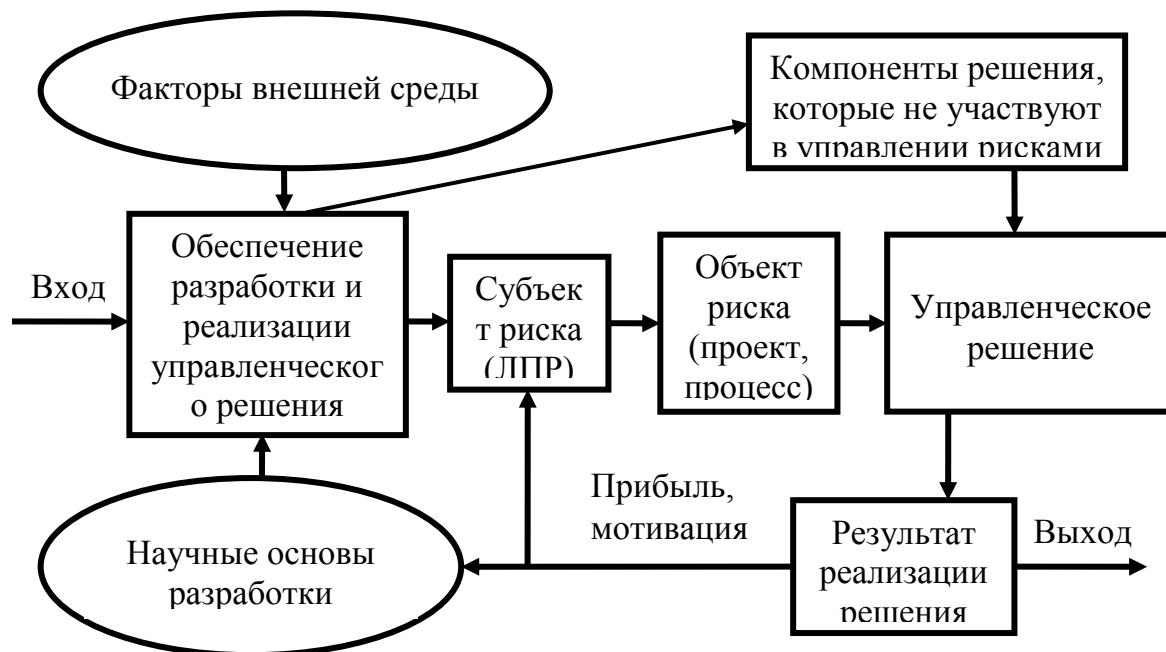 Факторы внешней среды
Компоненты решения,
которые не участвуют
в управлении рисками
Вход
Обеспечение
разработки и
реализации
управленческог
о решения
Субъек
т риска
(ЛПР)
Объект
риска
(проект,
процесс)
Управленческое
решение
Прибыль,
мотивация
Научные основы
разработки
Результат
реализации
решения
Выход